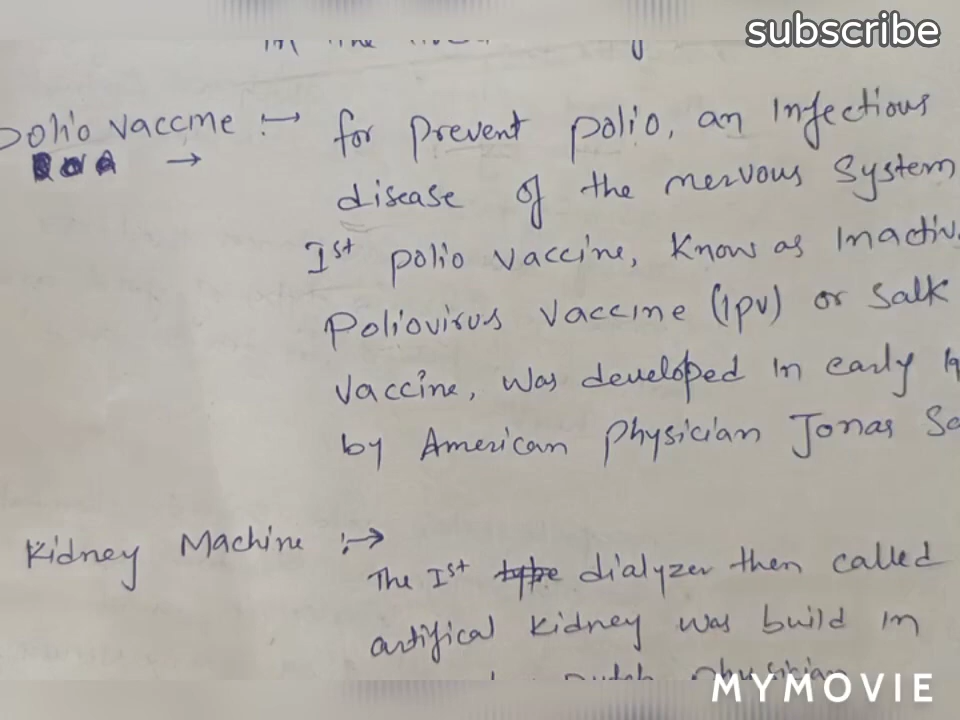 subscribe
polio vaccine :→ for prevent polio, an Infectious
→ disease of the nervous System
Ist polio vaccine, Know as
Poliovirus Vaccine (Ipv) or Salk
Vaccine, was developed in early
by American Physician Jonas
Kidney Machine :→
The Ist dialyzer then called
artifical kidney was build in
physician
MYMOVIE